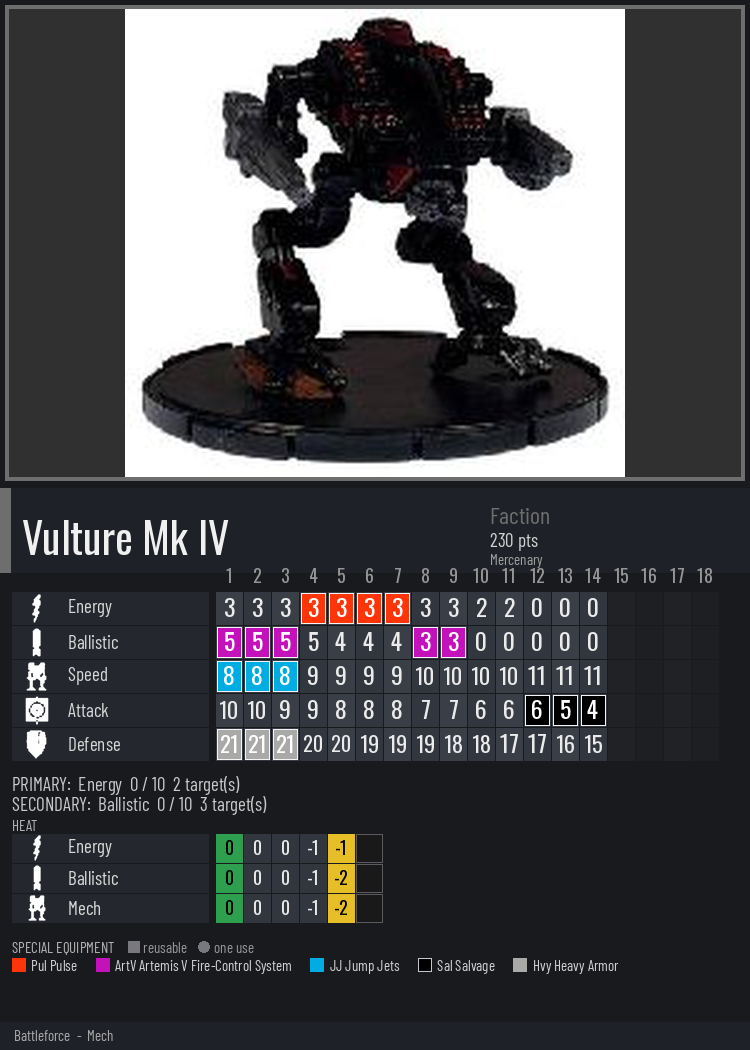 Vulture Mk IV
Faction
230 pts
Mercenary
1 2 3 4 5 6 7 8 9 10 11 12 13 14 15 16 17 18
Energy 3 3 3 3 3 3 3 3 3 2 2 0 0 0
Ballistic 5 5 5 5 4 4 4 3 3 0 0 0 0 0
Speed 8 8 8 9 9 9 9 10 10 10 10 11 11 11
Attack 10 10 9 9 8 8 8 7 7 6 6 6 5 4
Defense 21 21 21 20 20 19 19 19 18 18 17 17 16 15
PRIMARY: Energy 0 / 10 2 target(s)
SECONDARY: Ballistic 0 / 10 3 target(s)
HEAT
Energy 0 0 0 -1 -1
Ballistic 0 0 0 -1 -2
Mech 0 0 0 -1 -2
SPECIAL EQUIPMENT reusable one use
Pul Pulse ArtV Artemis V Fire-Control System JJ Jump Jets Sal Salvage Hvy Heavy Armor
Battleforce - Mech